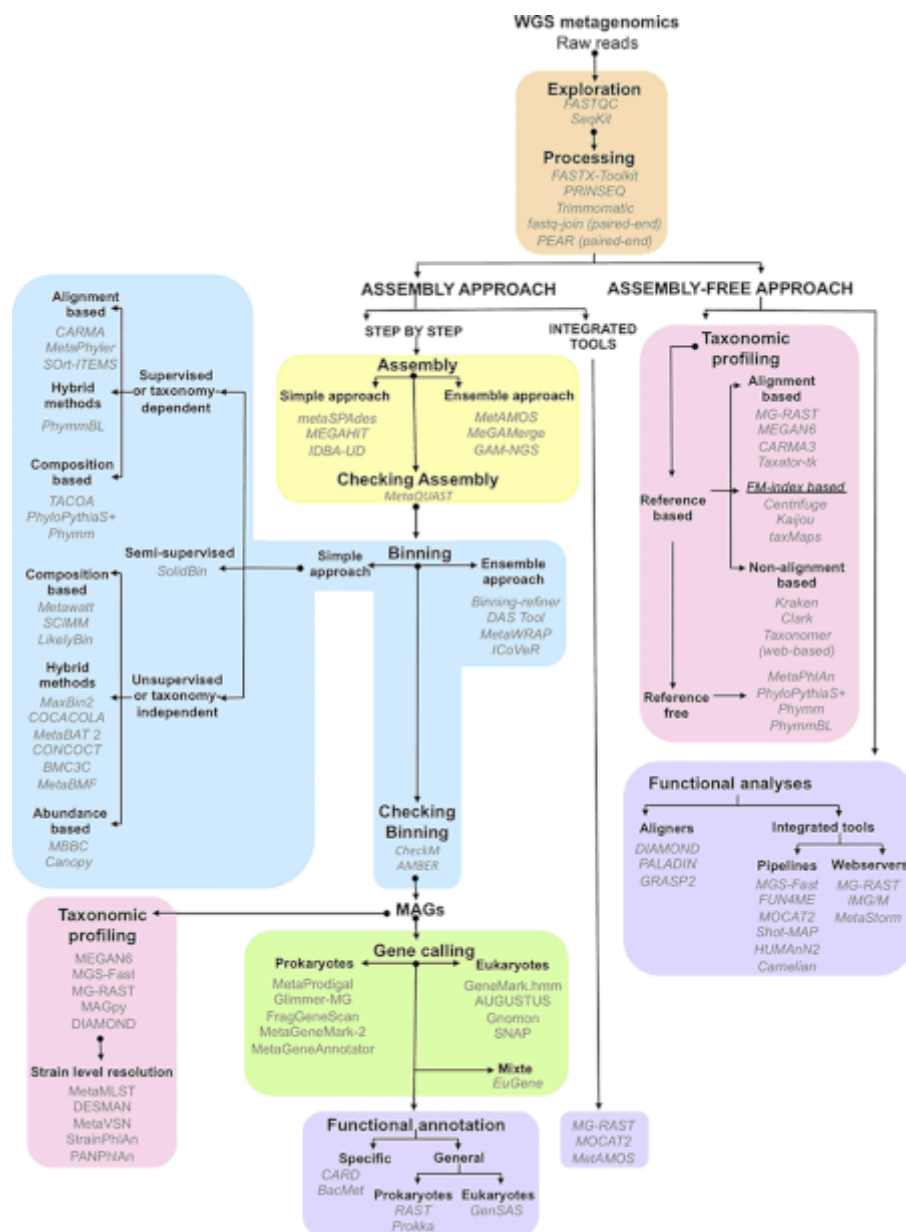 WGS metagenomics
Raw reads
Exploration
FASTQC
SeqKit
Processing
FASTX-Toolkit
PRINSEQ
Trimmomatic
fastq-join (paired-end)
PEAR (paired-end)
ASSEMBLY APPROACH
ASSEMBLY-FREE APPROACH
STEP BY STEP
INTEGRATED
TOOLS
Assembly
Simple approach
metaSPAdes
MEGAHIT
IDBA-UD
Ensemble approach
MetAMOS
MeGAMerge
GAM-NGS
Checking Assembly
MetaQUAST
Binning
Simple
approach
Ensemble
approach
Binning-refiner
DAS Tool
MetaWRAP
ICoVeR
Alignment
based
CARMA
MetaPhyler
SOrt-ITEMS
Hybrid
methods
PhymmBL
Composition
based
TACOA
PhyloPythiaS+
Phymm
Supervised
or taxonomy-
dependent
Semi-supervised
SolidBin
Composition
based
Metawatt
SCIMM
LikelyBin
Hybrid
methods
MaxBin2
COCACOLA
MetaBAT 2
CONCOCT
BMC3C
MetaBMF
Abundance
based
MBBC
Canopy
Unsupervised
or taxonomy-
independent
Checking
Binning
CheckM
AMBER
MAGs
Taxonomic
profiling
MEGAN6
MGS-Fast
MG-RAST
MAGpy
DIAMOND
Strain level resolution
MetaMLST
DESMAN
MetaVSN
StrainPhlAn
PANPhlAn
Gene calling
Prokaryotes
MetaProdigal
Glimmer-MG
FragGeneScan
MetaGeneMark-2
MetaGeneAnnotator
Eukaryotes
GeneMark.hmm
AUGUSTUS
Gnomon
SNAP
Mixte
EuGene
Functional annotation
Specific
CARD
BacMet
General
Prokaryotes
RAST
Prokka
Eukaryotes
GenSAS
MG-RAST
MOCAT2
MetAMOS
Taxonomic
profiling
Reference
based
Alignment
based
MG-RAST
MEGAN6
CARMA3
Taxator-tk
FM-index based
Centrifuge
Kaijou
taxMaps
Non-alignment
based
Kraken
Clark
Taxonomer
(web-based)
Reference
free
MetaPhlAn
PhyloPythiaS+
Phymm
PhymmBL
Functional analyses
Aligners
DIAMOND
PALADIN
GRASP2
Integrated tools
Pipelines
MGS-Fast
FUN4ME
MOCAT2
Shot-MAP
HUMAnN2
Carnelian
Webservers
MG-RAST
IMG/M
MetaStorm